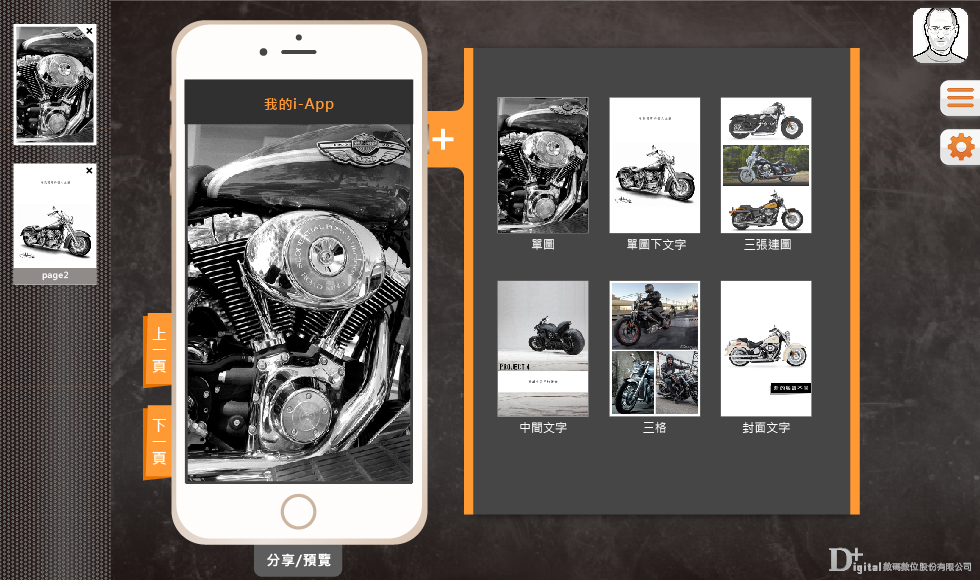 我的i-App
page2
上一頁
下一頁
分享/預覽
單圖
單圖下文字
三張連圖
PROJECT 4
中間文字
三格
封面文字
D+igital 數碼數位股份有限公司